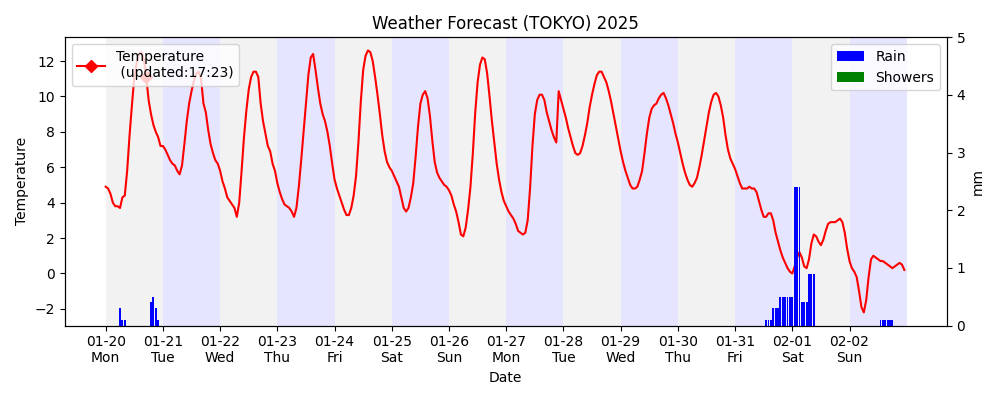 Weather Forecast (TOKYO) 2025
Temperature
(updated:17:23)
Rain
Showers
Temperature
12
10
8
6
4
2
0
−2
5
4
3
2
1
0
mm
01-20 01-21 01-22 01-23 01-24 01-25 01-26 01-27 01-28 01-29 01-30 01-31 02-01 02-02
Mon Tue Wed Thu Fri Sat Sun Mon Tue Wed Thu Fri Sat Sun
Date